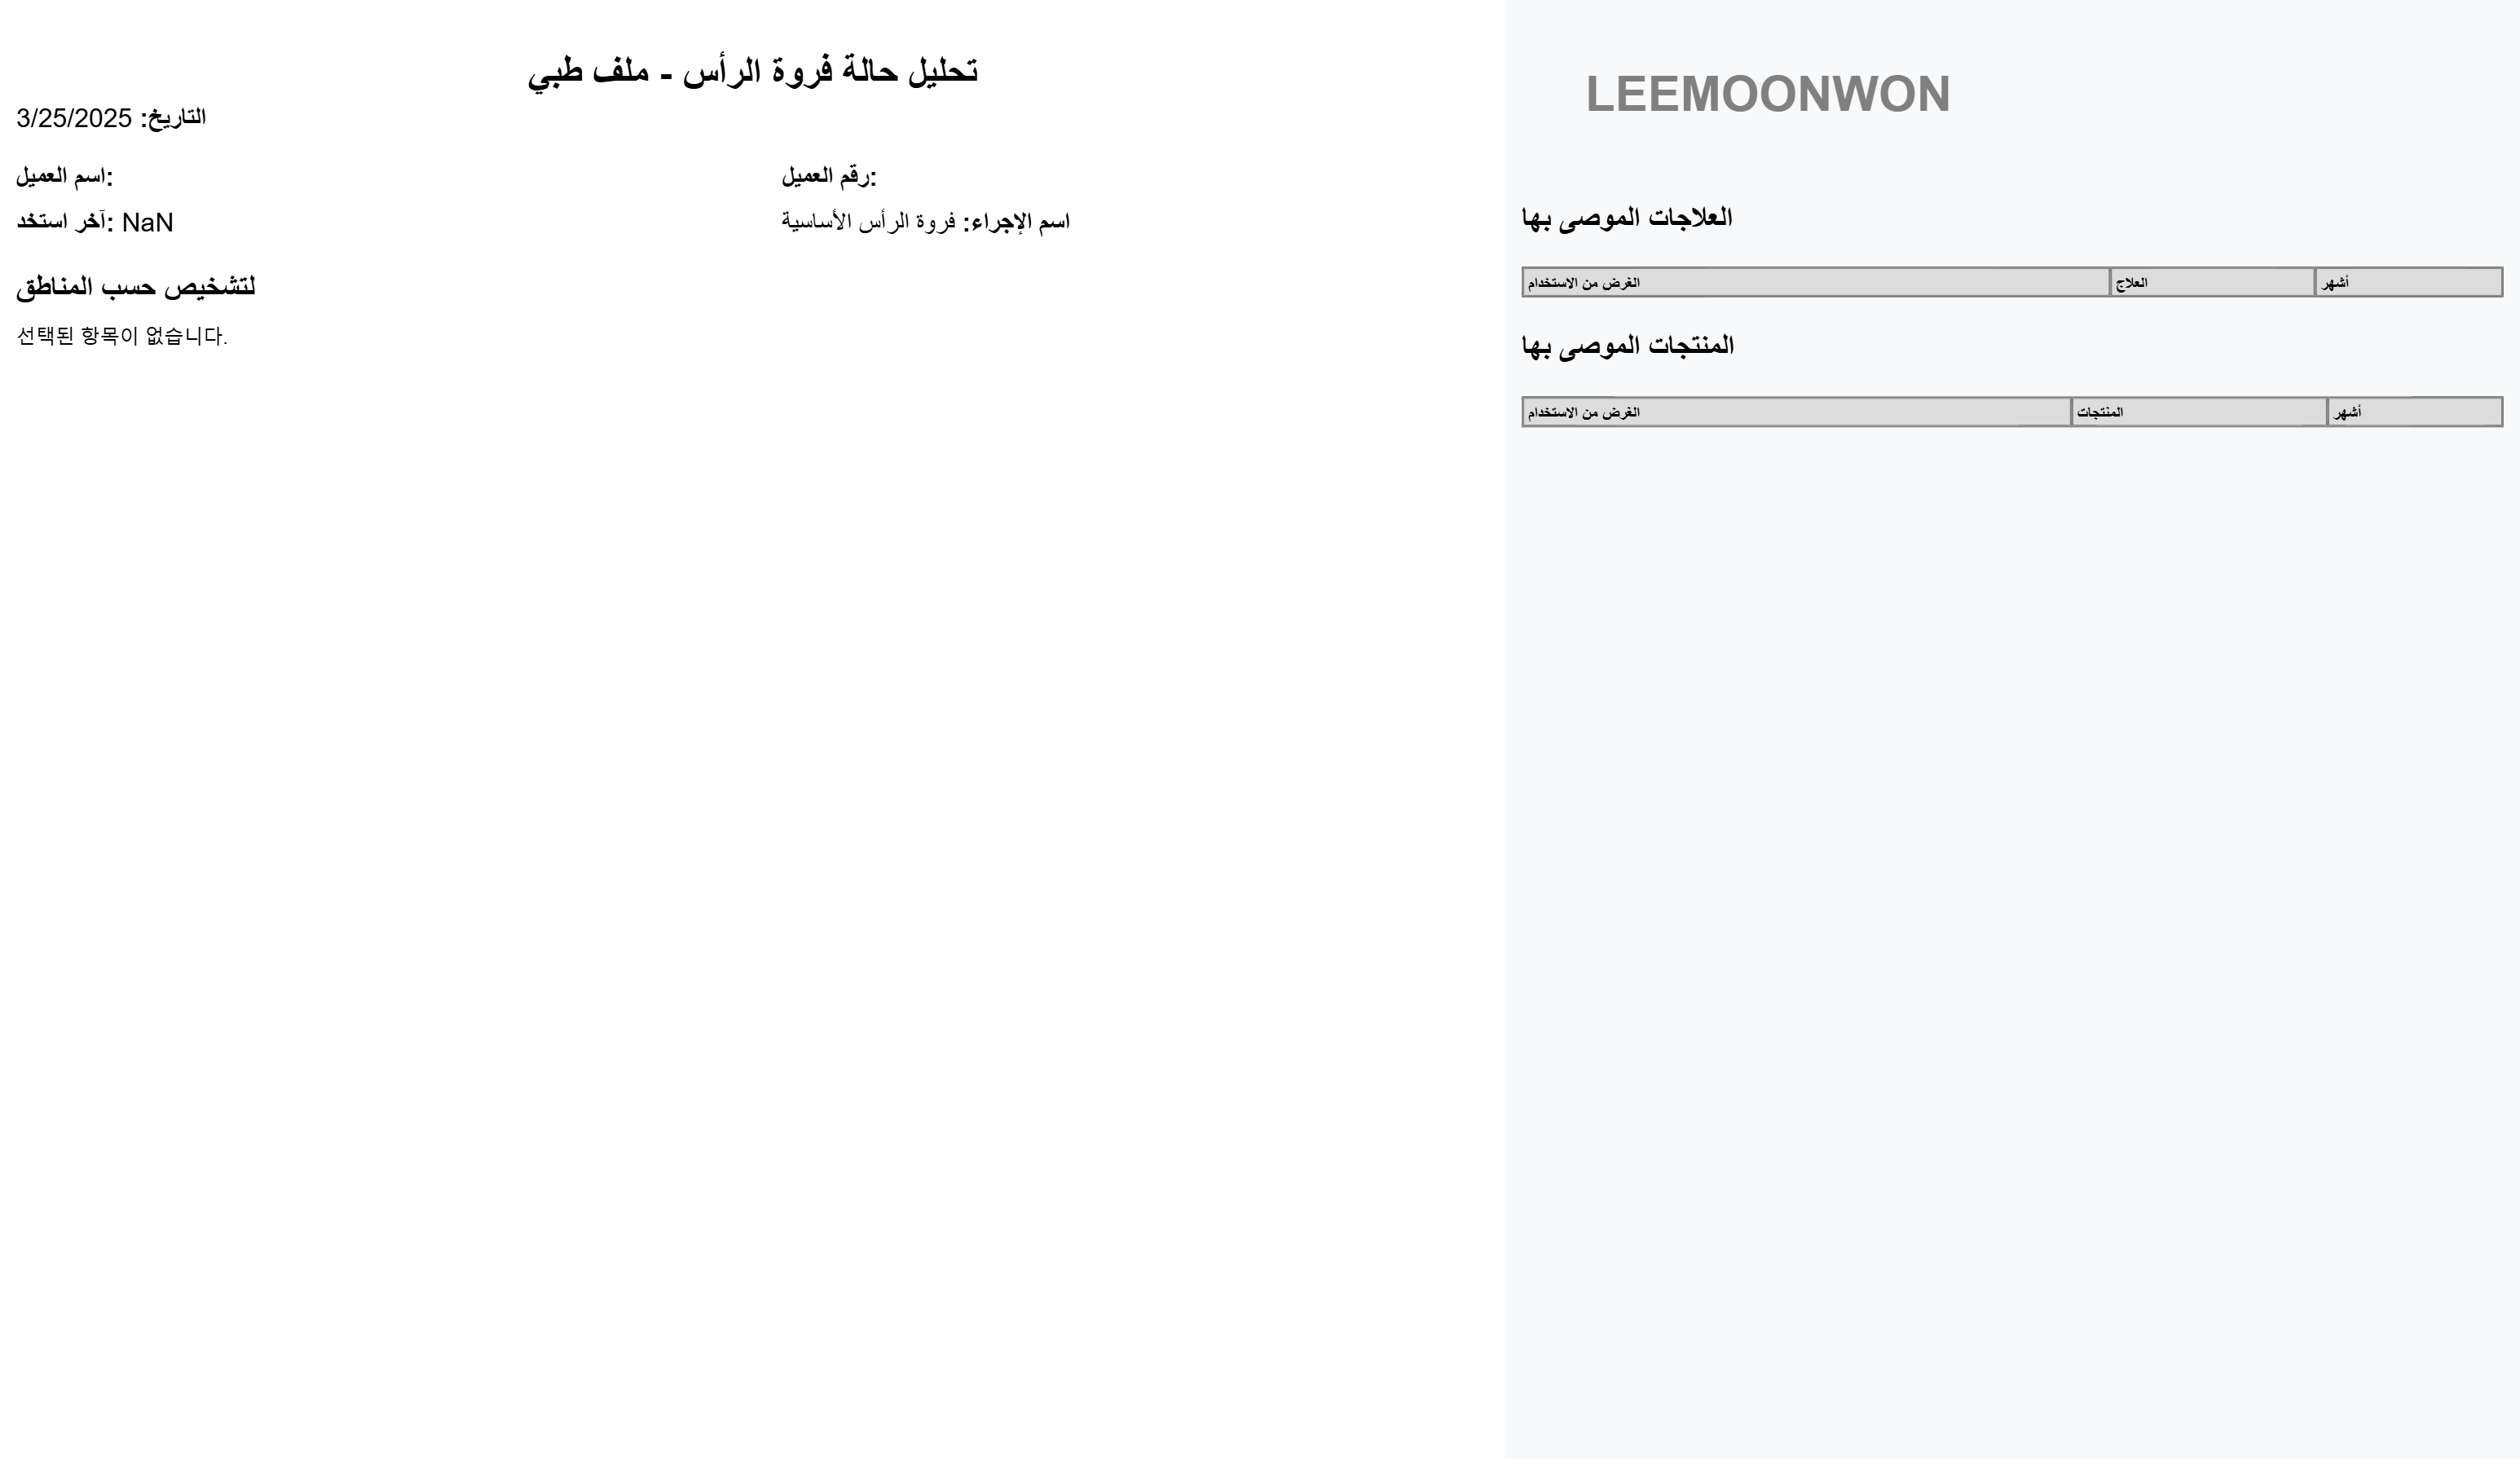 تحليل حالة فروة الرأس - ملف طبي
التاريخ: 3/25/2025
اسم العميل:
رقم العميل:
آخر استخد: NaN
اسم الإجراء: فروة الرأس الأساسية
لتشخيص حسب المناطق
선택된 항목이 없습니다.
LEEMOONWON
العلاجات الموصى بها
الغرض من الاستخدام العلاج أشهر
المنتجات الموصى بها
الغرض من الاستخدام المنتجات أشهر